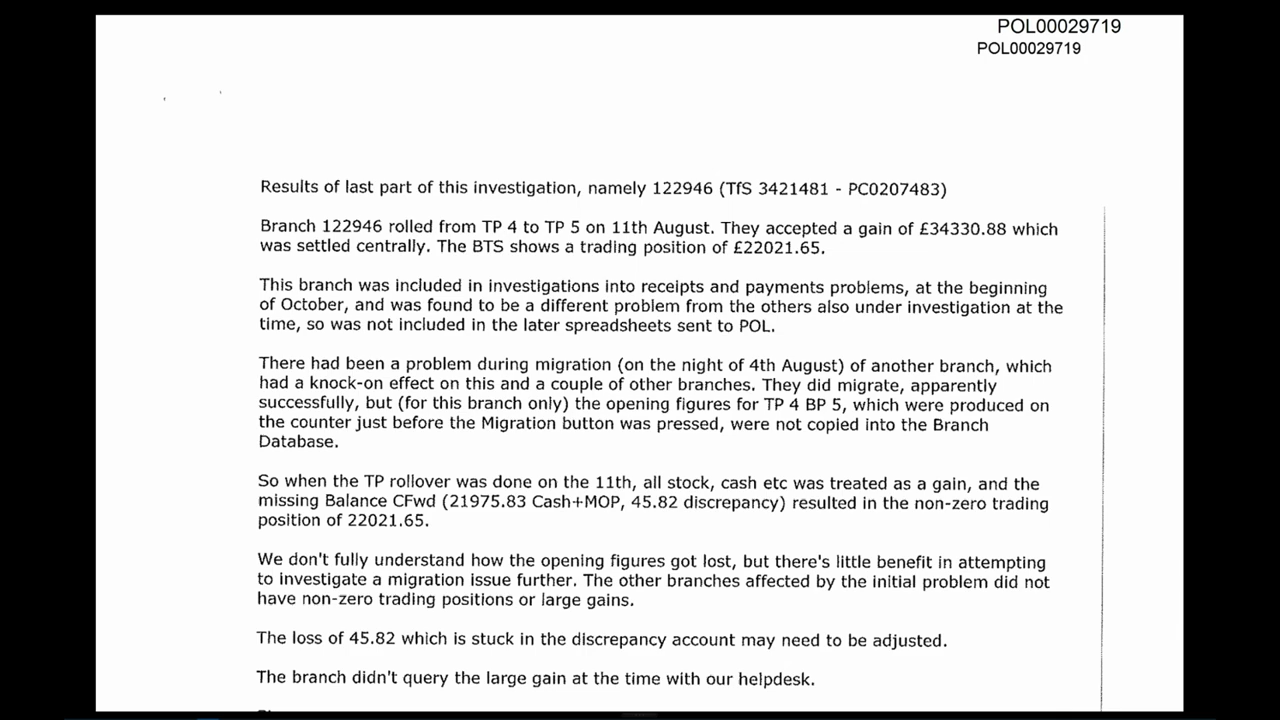 POL00029719
POL00029719
Results of last part of this investigation, namely 122946 (TfS 3421481 - PC0207483)
Branch 122946 rolled from TP 4 to TP 5 on 11th August. They accepted a gain of £34330.88 which
was settled centrally. The BTS shows a trading position of £22021.65.
This branch was included in investigations into receipts and payments problems, at the beginning
of October, and was found to be a different problem from the others also under investigation at the
time, so was not included in the later spreadsheets sent to POL.
There had been a problem during migration (on the night of 4th August) of another branch, which
had a knock-on effect on this and a couple of other branches. They did migrate, apparently
successfully, but (for this branch only) the opening figures for TP 4 BP 5, which were produced on
the counter just before the Migration button was pressed, were not copied into the Branch
Database.
So when the TP rollover was done on the 11th, all stock, cash etc was treated as a gain, and the
missing Balance CFwd (21975.83 Cash+MOP, 45.82 discrepancy) resulted in the non-zero trading
position of 22021.65.
We don't fully understand how the opening figures got lost, but there's little benefit in attempting
to investigate a migration issue further. The other branches affected by the initial problem did not
have non-zero trading positions or large gains.
The loss of 45.82 which is stuck in the discrepancy account may need to be adjusted.
The branch didn't query the large gain at the time with our helpdesk.